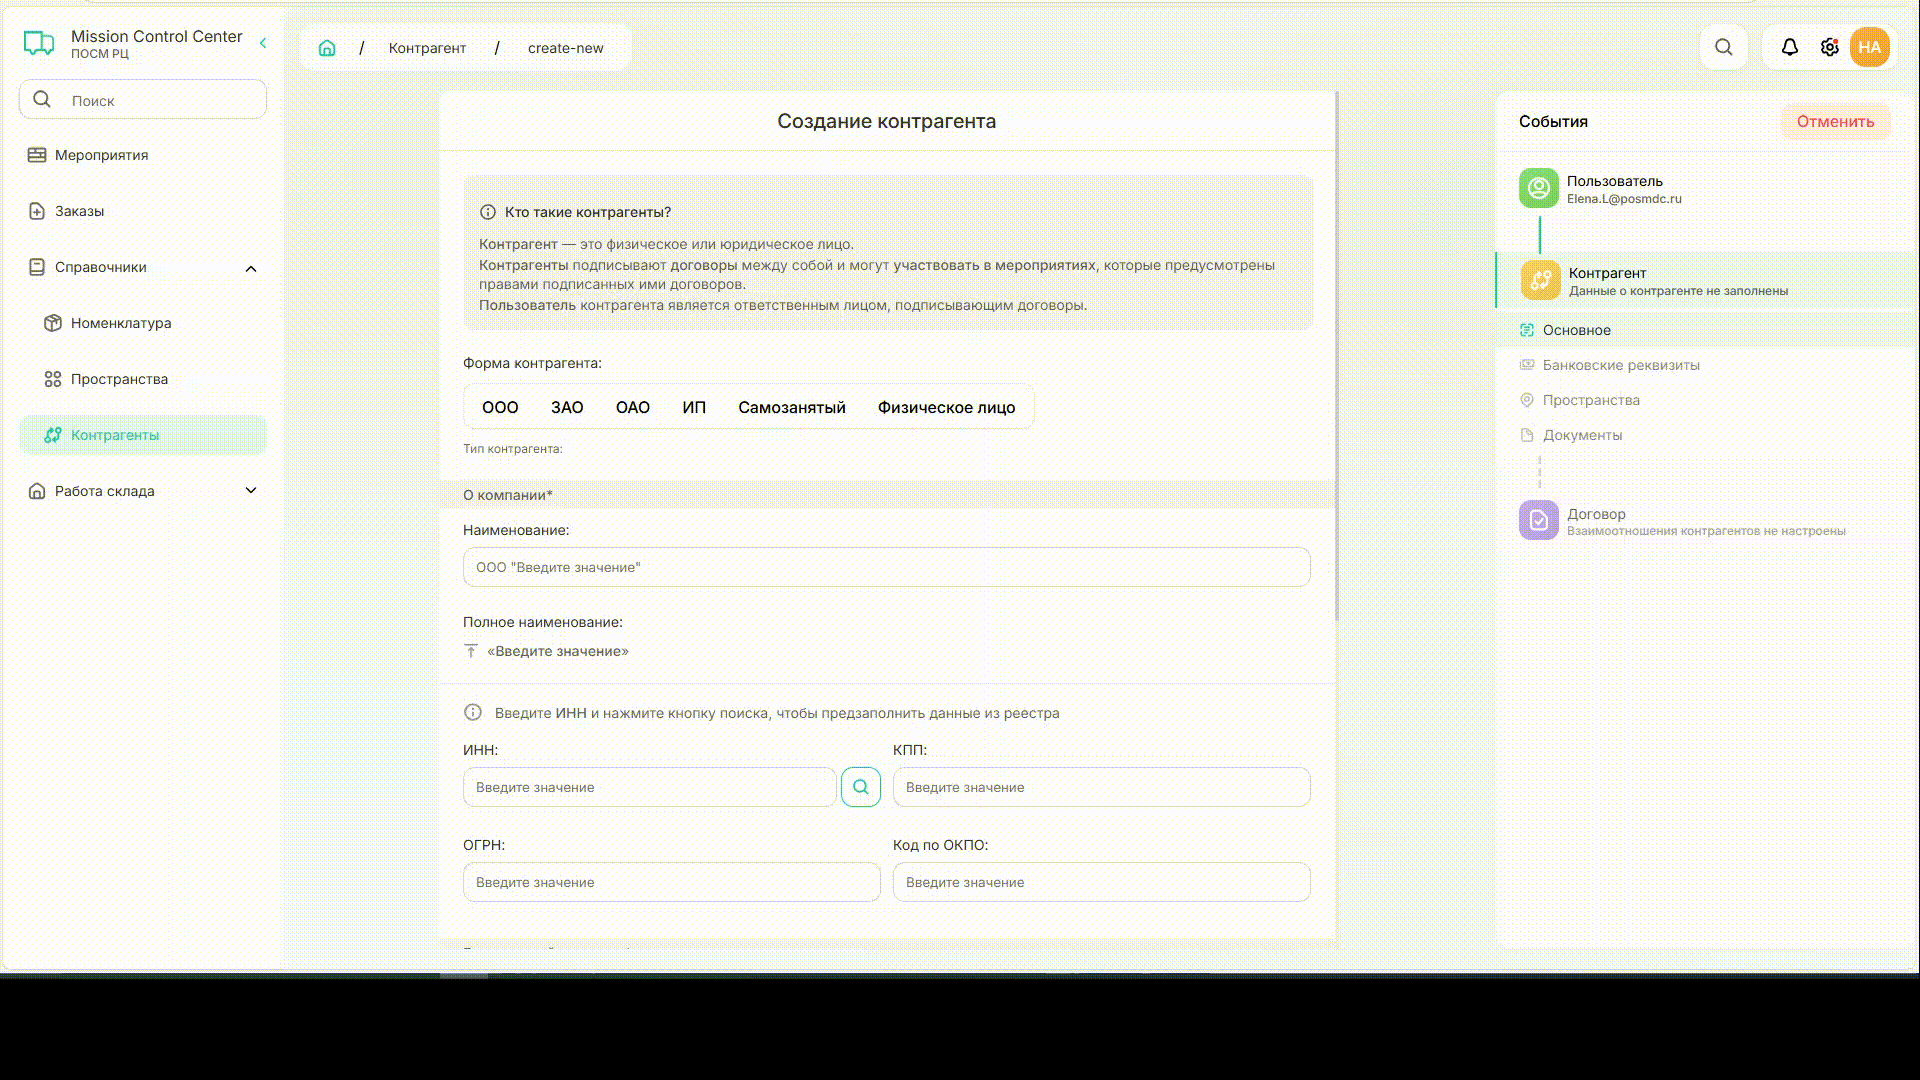 Mission Control Center
ПОСМ РЦ
Поиск
Мероприятия
Заказы
Справочники
Номенклатура
Пространства
Контрагенты
Работа склада
/ Контрагент / create-new
НА
Создание контрагента
Кто такие контрагенты?
Контрагент — это физическое или юридическое лицо.
Контрагенты подписывают договоры между собой и могут участвовать в мероприятиях, которые предусмотрены
правами подписанных ими договоров.
Пользователь контрагента является ответственным лицом, подписывающим договоры.
Форма контрагента:
ООО ЗАО ОАО ИП Самозанятый Физическое лицо
Тип контрагента:
О компании*
Наименование:
ООО "Введите значение"
Полное наименование:
«Введите значение»
Введите ИНН и нажмите кнопку поиска, чтобы предзаполнить данные из реестра
ИНН: КПП:
Введите значение Введите значение
ОГРН: Код по ОКПО:
Введите значение Введите значение
События Отменить
Пользователь
Elena.L@posmdc.ru
Контрагент
Данные о контрагенте не заполнены
Основное
Банковские реквизиты
Пространства
Документы
Договор
Взаимоотношения контрагентов не настроены